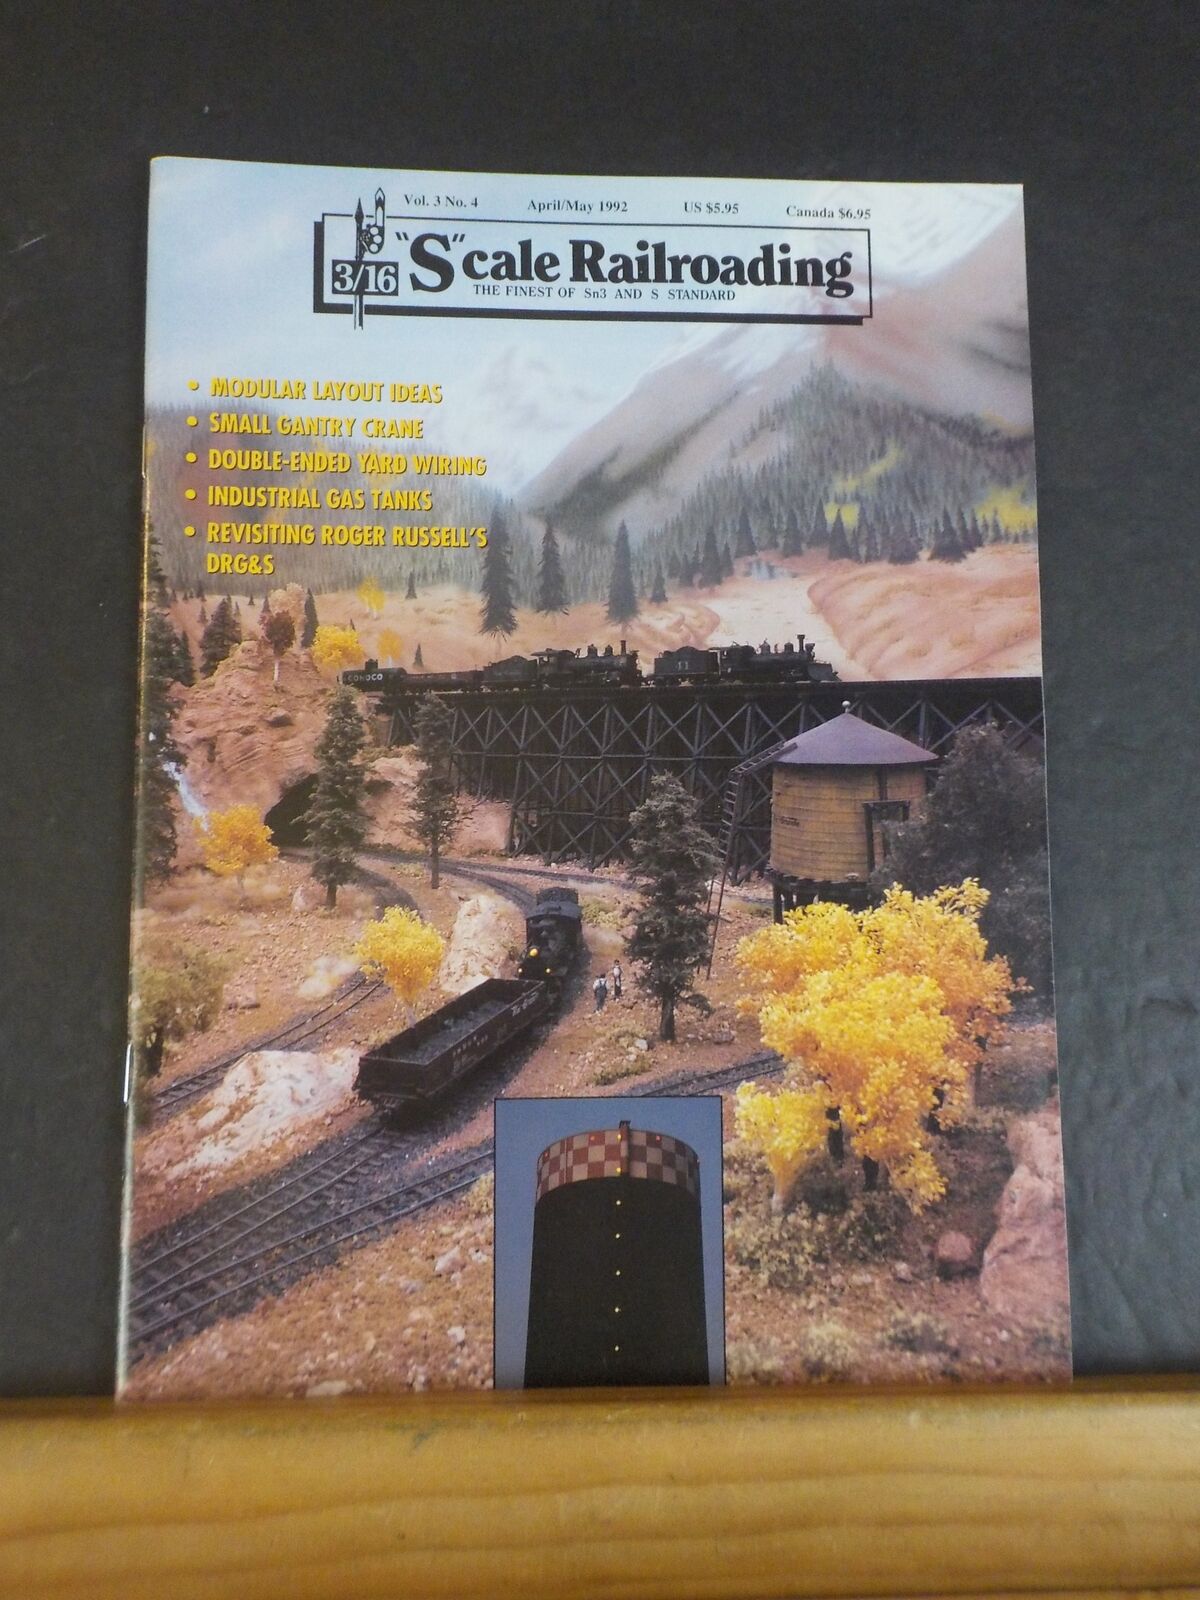 Vol. 3 No. 4 April/May 1992 US $5.95 Canada $6.95
3/16 "S"cale Railroading
THE FINEST OF Sn3 AND S STANDARD
• MODULAR LAYOUT IDEAS
• SMALL GANTRY CRANE
• DOUBLE-ENDED YARD WIRING
• INDUSTRIAL GAS TANKS
• REVISITING ROGER RUSSELL'S
DRG&S
CONOCO
41